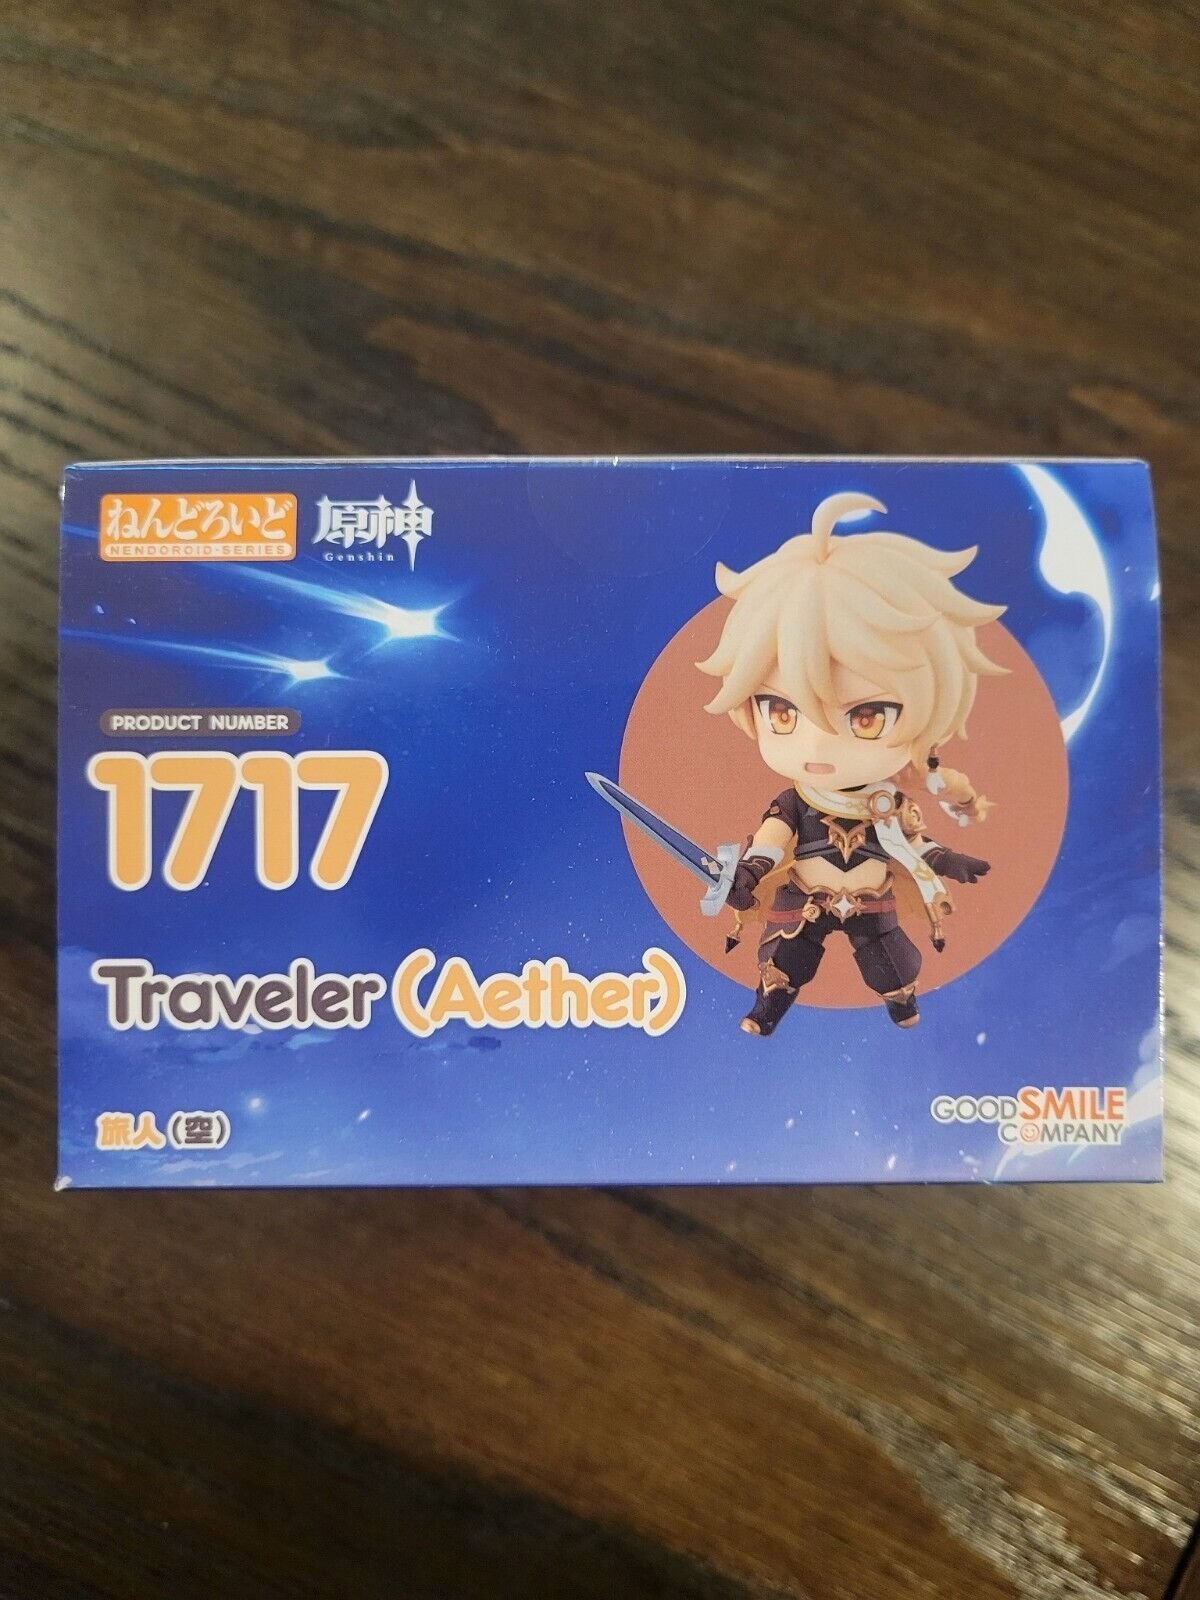 ねんどろいど
NENDOROID-SERIES
原神
Genshin
PRODUCT NUMBER
1717
Traveler (Aether)
旅人(空)
GOOD SMILE
COMPANY